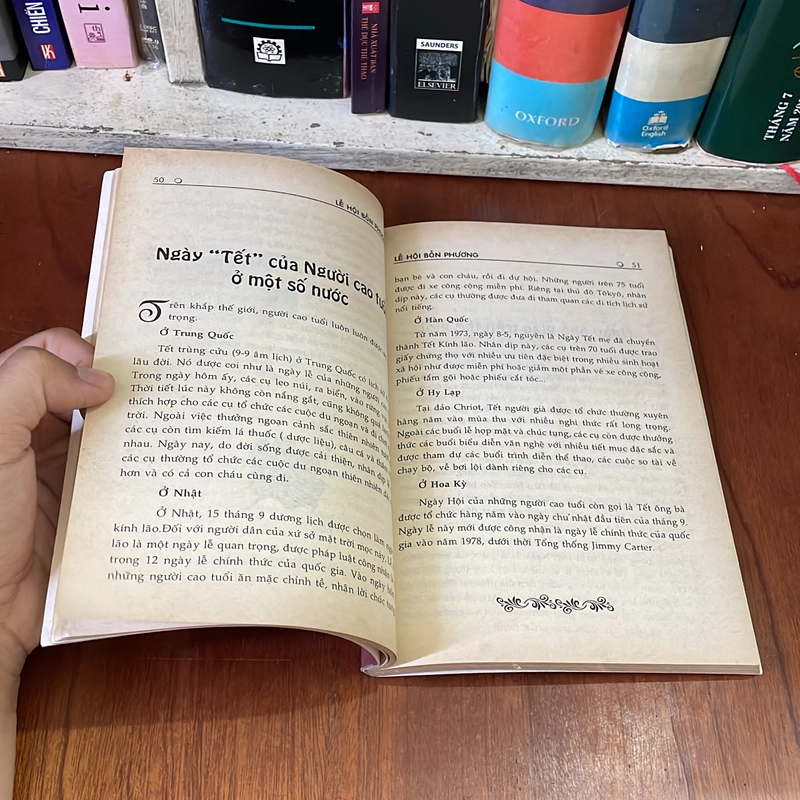 CHIẾN
i
NHÀ XUẤT BẢN
THỂ DỤC THỂ THAO
SAUNDERS
ELSEVIER
OXFORD
Oxford
English
THÁNG 7
50
LỄ HỘI BỐN
Ngày “Tết” của Người cao
ở một số nước
Trên khắp thế giới, người cao tuổi luôn luôn được
trọng.
Ở Trung Quốc
Tết trùng cửu (9-9 âm lịch) ở Trung Quốc có lịch sử
lâu đời. Nó được coi như là ngày lễ của những người
Trong ngày hôm ấy, các cụ leo núi, ra biển, vào rừng
Thời tiết lúc này không còn nắng gắt, cũng không quá
thích hợp cho các cụ tổ chức các cuộc du ngoạn và đi chơi
trời. Ngoài việc thưởng ngoạn cảnh sắc thiên nhiên
các cụ còn tìm kiếm lá thuốc ( dược liệu), câu cá và
nhau. Ngày nay, do đời sống được cải thiện, nhân dịp
các cụ thường tổ chức các cuộc du ngoạn thiên nhiên
hơn và có cả con cháu cùng đi.
Ở Nhật
Ở Nhật, 15 tháng 9 dương lịch được chọn làm
kính lão.Đối với người dân của xứ sở mặt trời mọc này,
lão là một ngày lễ quan trọng, được pháp luật công nhận
trong 12 ngày lễ chính thức của quốc gia. Vào ngày
những người cao tuổi ăn mặc chỉnh tề, nhận lời chúc
LỄ HỘI BỐN PHƯƠNG
51
bạn bè và con cháu, rồi đi dự hội. Những người trên 75 tuổi
được đi xe công cộng miễn phí. Riêng tại thủ đô Tôkyô, nhân
dịp này, các cụ thường được đưa đi tham quan các di tích lịch sử
nổi tiếng.
Ở Hàn Quốc
Từ năm 1973, ngày 8-5, nguyên là Ngày Tết mẹ đã chuyển
thành Tết Kính lão. Nhân dịp này, các cụ trên 70 tuổi được trao
giấy chứng thọ với nhiều ưu tiên đặc biệt trong nhiều sinh hoạt
xã hội như được miễn phí hoặc giảm một phần vé xe công cộng,
phiếu tắm gội hoặc phiếu cắt tóc...
Ở Hy Lạp
Tại đảo Chriot, Tết người già được tổ chức thường xuyên
hàng năm vào mùa thu với nhiều nghi thức rất long trọng.
Ngoài các buổi lễ họp mặt và chúc tụng, các cụ còn được thưởng
thức các buổi biểu diễn văn nghệ với nhiều tiết mục đặc sắc và
được tham dự các buổi trình diễn thể thao, các cuộc so tài về
chạy bộ, về bơi lội dành riêng cho các cụ.
Ở Hoa Kỳ
Ngày Hội của những người cao tuổi còn gọi là Tết ông bà
được tổ chức hàng năm vào ngày chư nhật đầu tiên của tháng 9.
Ngày lễ này mới được công nhận là ngày lễ chính thức của quốc
gia vào năm 1978, dưới thời Tổng thống Jimmy Carter.